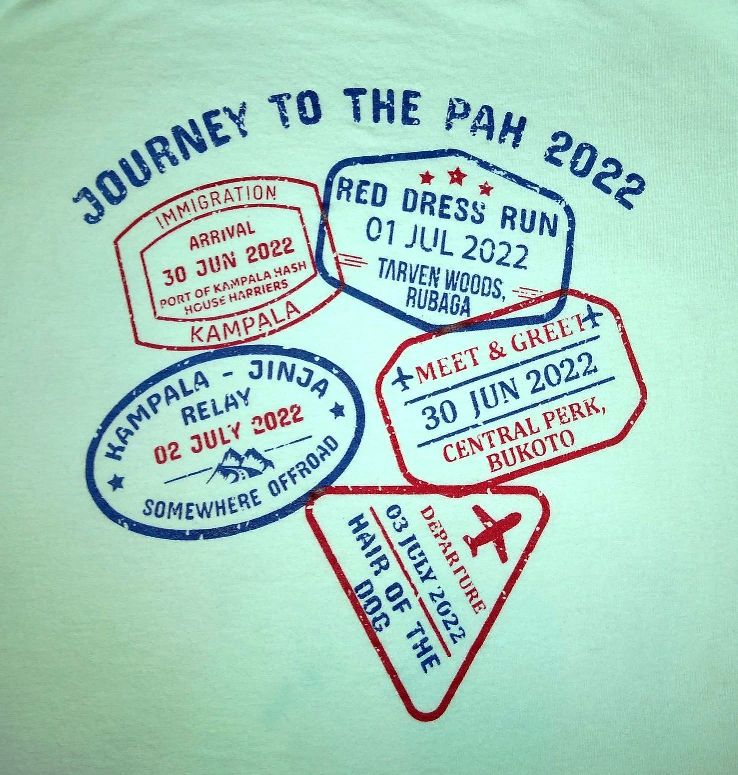 JOURNEY TO THE PAH 2022
IMMIGRATION
ARRIVAL
30 JUN 2022
PORT OF KAMPALA HASH
HOUSE HARRIERS
KAMPALA
RED DRESS RUN
01 JUL 2022
TARVEN WOODS,
RUBAGA
MEET & GREET
30 JUN 2022
CENTRAL PERK,
BUKOTO
KAMPALA - JINJA
RELAY
02 JULY 2022
SOMEWHERE OFFROAD
DEPARTURE
03 JULY 2022
HAIR OF THE
DOG